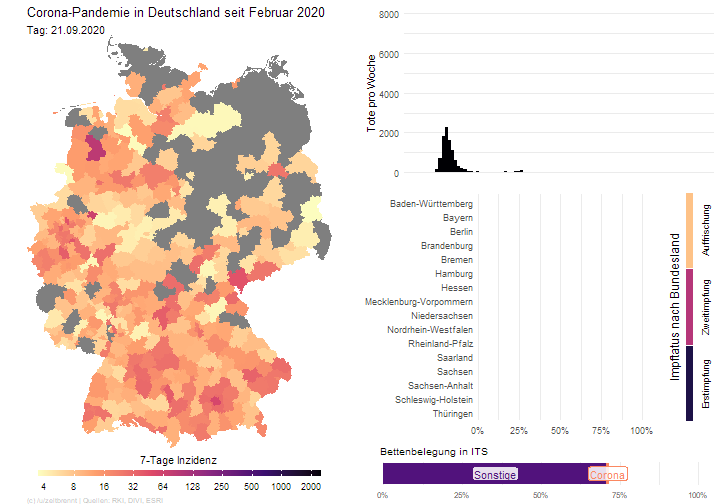 Corona-Pandemie in Deutschland seit Februar 2020
Tag: 21.09.2020
7-Tage Inzidenz
4 8 16 32 64 128 250 500 1000 2000
Tote pro Woche
8000
6000
4000
2000
0
Baden-Württemberg
Bayern
Berlin
Brandenburg
Bremen
Hamburg
Hessen
Mecklenburg-Vorpommern
Niedersachsen
Nordrhein-Westfalen
Rheinland-Pfalz
Saarland
Sachsen
Sachsen-Anhalt
Schleswig-Holstein
Thüringen
0% 25% 50% 75% 100%
Impftatus nach Bundesland
Auffrischung
Zweitimpfung
Erstimpfung
Bettenbelegung in ITS
Sonstige Corona
0% 25% 50% 75% 100%
| Quellen: RKI, DIVI, ESRI